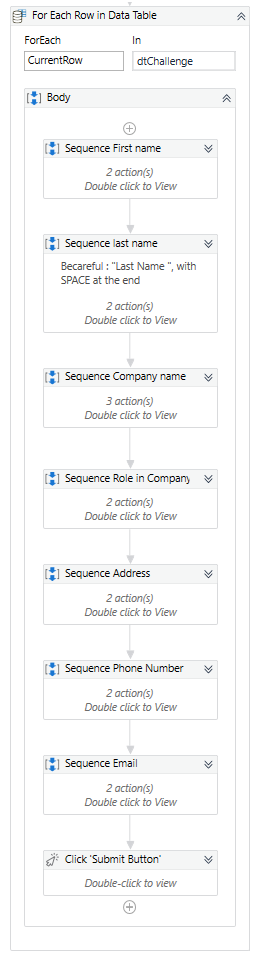 For Each Row in Data Table
ForEach In
CurrentRow dtChallenge
Body
Sequence First name
2 action(s)
Double click to View
Sequence last name
Becareful : "Last Name ", with
SPACE at the end
2 action(s)
Double click to View
Sequence Company name
3 action(s)
Double click to View
Sequence Role in Company
2 action(s)
Double click to View
Sequence Address
2 action(s)
Double click to View
Sequence Phone Number
2 action(s)
Double click to View
Sequence Email
2 action(s)
Double click to View
Click 'Submit Button'
Double-click to view